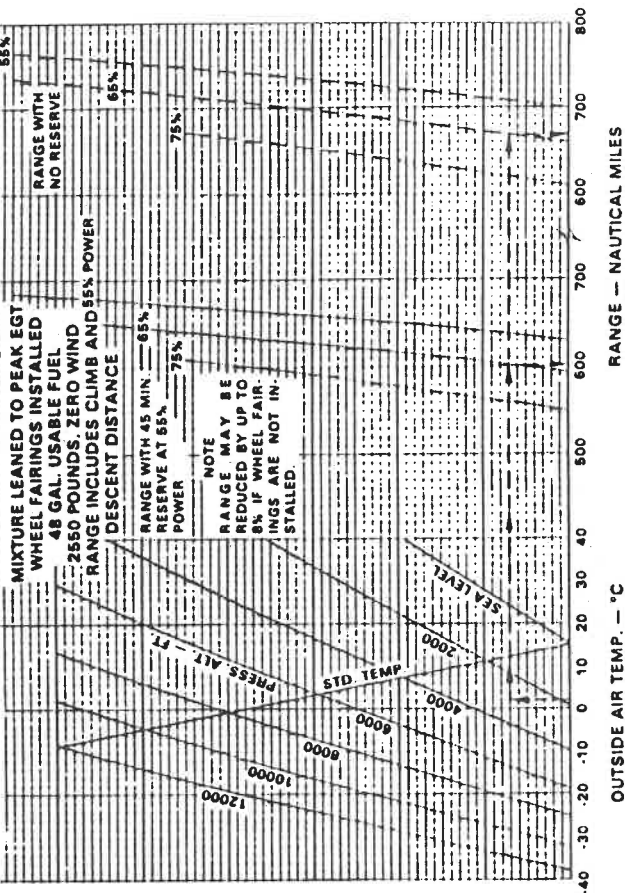 MIXTURE LEANED TO PEAK EGT
WHEEL FAIRINGS INSTALLED
48 GAL. USABLE FUEL
2550 POUNDS, ZERO WIND
RANGE INCLUDES CLIMB AND
DESCENT DISTANCE
RANGE WITH 45 MIN.
RESERVE AT 55%
POWER
55% POWER
65%
75%
NOTE
RANGE MAY BE
REDUCED BY UP TO
8% IF WHEEL FAIR-
INGS ARE NOT IN-
STALLED.
RANGE WITH
NO RESERVE
55%
65%
75%
PRESS ALT – FT
STD. TEMP
12000
10000
8000
6000
4000
2000
SEA LEVEL
-40 -30 -20 -10 0 10 20 30 40 500 600 700 600 700 800
OUTSIDE AIR TEMP. – °C
RANGE – NAUTICAL MILES